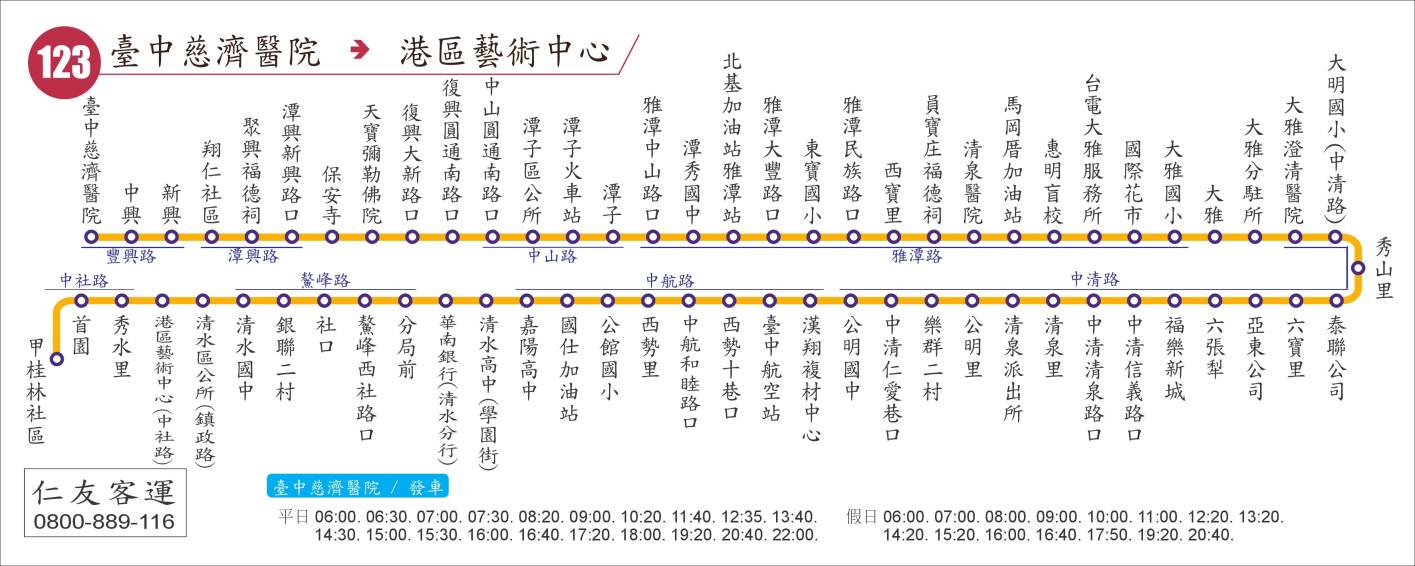 123 臺中慈濟醫院 → 港區藝術中心
臺中慈濟醫院
中興
新興
翔仁社區
聚興福德祠
潭興新興路口
保安寺
天寶彌勒佛院
復興大新路口
復興圓通南路口
中山圓通南路口
潭子區公所
潭子火車站
潭子
雅潭中山路口
潭秀國中
北基加油站雅潭站
雅潭大豐路口
東寶國小
雅潭民族路口
西寶里
員寶庄福德祠
清泉醫院
馬岡厝加油站
惠明盲校
台電大雅服務所
國際花市
大雅國小
大雅
大雅分駐所
大雅澄清醫院
大明國小(中清路)
秀山里
豐興路
潭興路
中山路
雅潭路
中社路
鰲峰路
中航路
中清路
泰聯公司
六寶里
亞東公司
六張犁
福樂新城
中清信義路口
中清清泉路口
清泉里
清泉派出所
公明里
樂群二村
中清仁愛巷口
公明國中
漢翔複材中心
臺中航空站
西勢十巷口
中航和睦路口
西勢里
公館國小
國仕加油站
嘉陽高中
清水高中(學園街)
華南銀行(清水分行)
分局前
鰲峰西社路口
社口
銀聯二村
清水國中
清水區公所(鎮政路)
港區藝術中心(中社路)
秀水里
首園
甲桂林社區
仁友客運
0800-889-116
臺中慈濟醫院 / 發車
平日 06:00. 06:30. 07:00. 07:30. 08:20. 09:00. 10:20. 11:40. 12:35. 13:40.
14:30. 15:00. 15:30. 16:00. 16:40. 17:20. 18:00. 19:20. 20:40. 22:00.
假日 06:00. 07:00. 08:00. 09:00. 10:00. 11:00. 12:20. 13:20.
14:20. 15:20. 16:00. 16:40. 17:50. 19:20. 20:40.